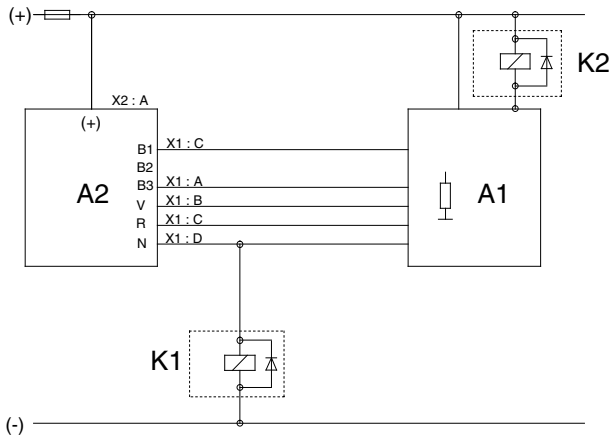 (+)
K2
X2 : A
(+)
B1 X1 : C
B2
B3 X1 : A
A2
A1
V X1 : B
R X1 : C
N X1 : D
K1
(-)